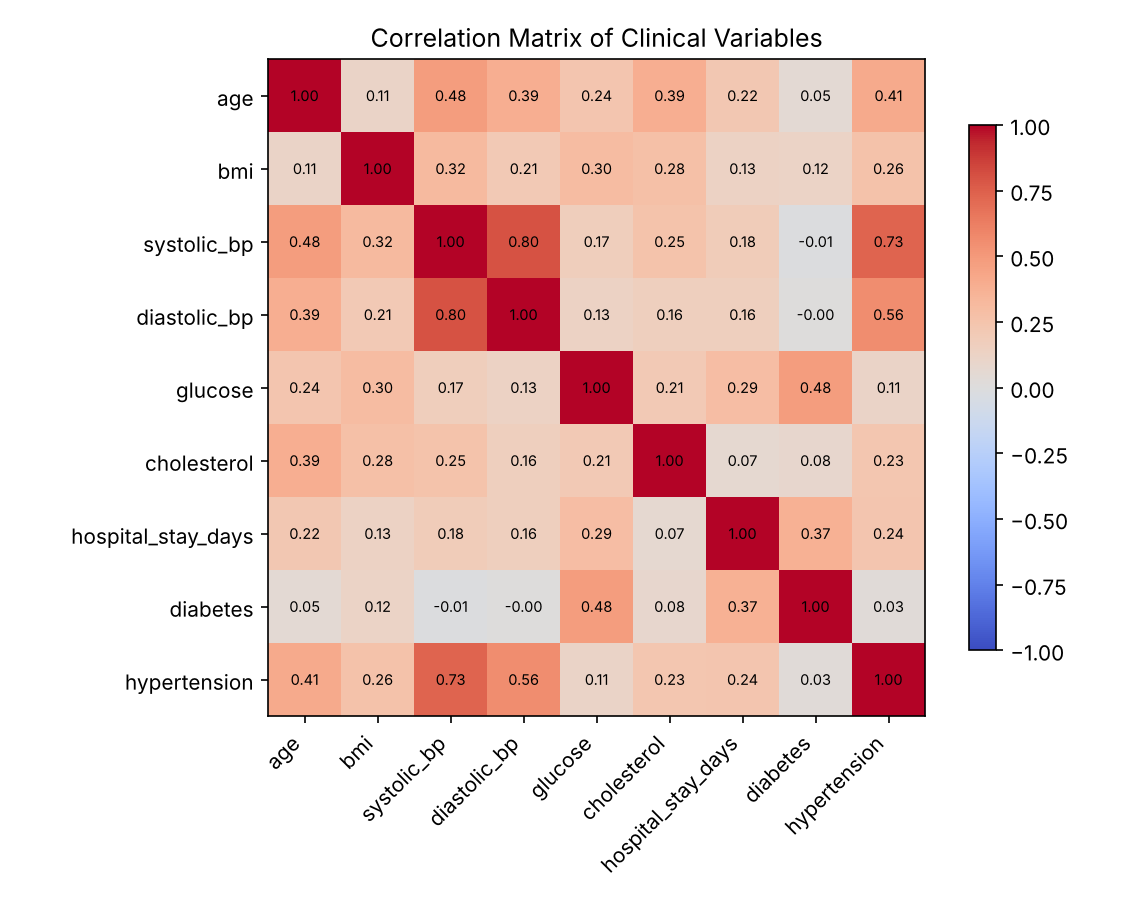 Correlation Matrix of Clinical Variables
age 1.00 0.11 0.48 0.39 0.24 0.39 0.22 0.05 0.41
bmi 0.11 1.00 0.32 0.21 0.30 0.28 0.13 0.12 0.26
systolic_bp 0.48 0.32 1.00 0.80 0.17 0.25 0.18 -0.01 0.73
diastolic_bp 0.39 0.21 0.80 1.00 0.13 0.16 0.16 -0.00 0.56
glucose 0.24 0.30 0.17 0.13 1.00 0.21 0.29 0.48 0.11
cholesterol 0.39 0.28 0.25 0.16 0.21 1.00 0.07 0.08 0.23
hospital_stay_days 0.22 0.13 0.18 0.16 0.29 0.07 1.00 0.37 0.24
diabetes 0.05 0.12 -0.01 -0.00 0.48 0.08 0.37 1.00 0.03
hypertension 0.41 0.26 0.73 0.56 0.11 0.23 0.24 0.03 1.00
age bmi systolic_bp diastolic_bp glucose cholesterol hospital_stay_days diabetes hypertension
1.00
0.75
0.50
0.25
0.00
−0.25
−0.50
−0.75
−1.00